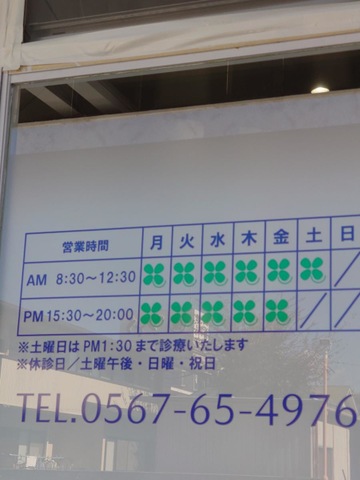 営業時間 月 火 水 木 金 土 日
AM 8:30～12:30 /
PM 15:30～20:00 / /
※土曜日はPM1:30まで診療いたします
※休診日/土曜午後・日曜・祝日
TEL.0567-65-4976